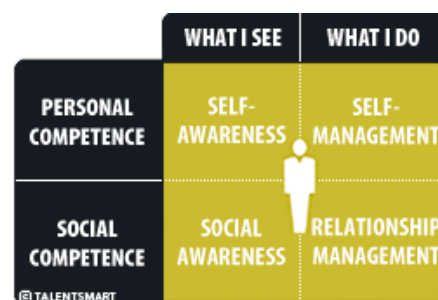 WHAT I SEE
WHAT I DO
PERSONAL
COMPETENCE
SELF-
AWARENESS
SELF-
MANAGEMENT
SOCIAL
COMPETENCE
SOCIAL
AWARENESS
RELATIONSHIP
MANAGEMENT
© TALENTSMART